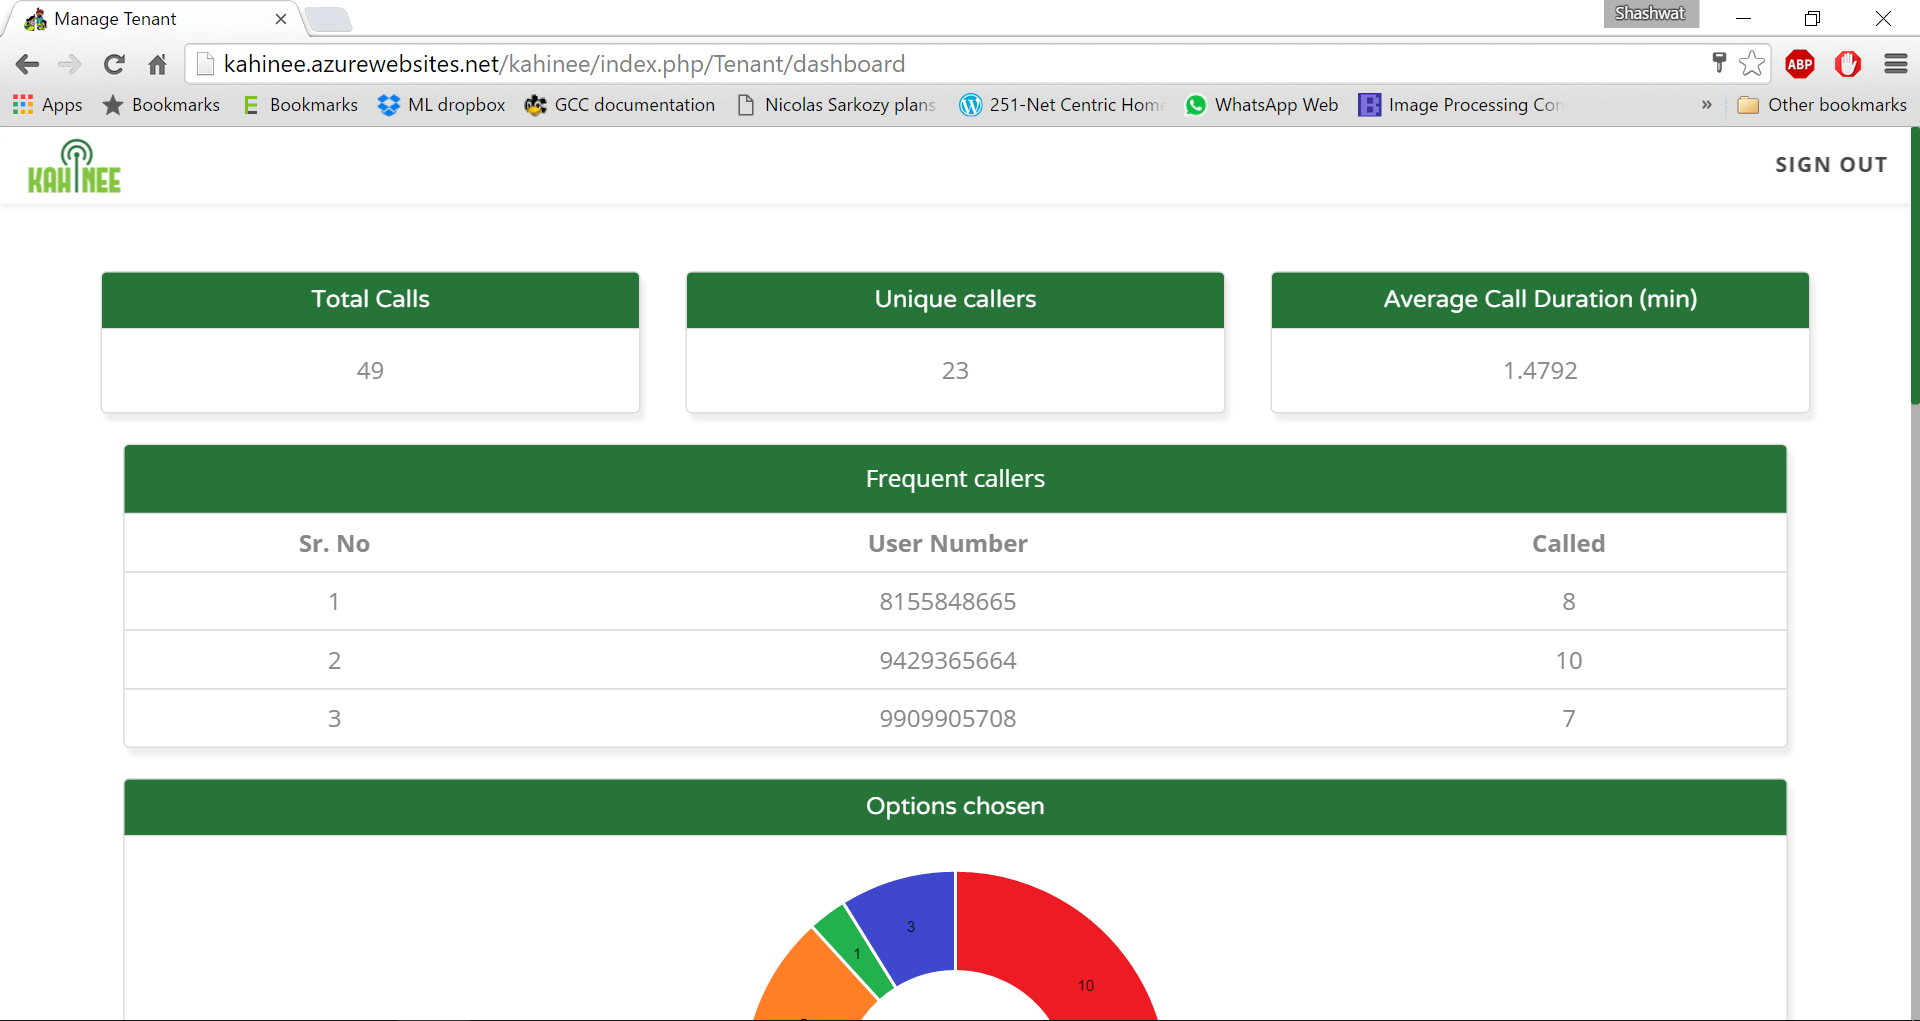 Manage Tenant
Shashwat
kahinee.azurewebsites.net/kahinee/index.php/Tenant/dashboard
ABP
Apps Bookmarks Bookmarks ML dropbox GCC documentation Nicolas Sarkozy plans 251-Net Centric Hom WhatsApp Web Image Processing Con » Other bookmarks
KAHINEE
SIGN OUT
Total Calls Unique callers Average Call Duration (min)
49 23 1.4792
Frequent callers
Sr. No User Number Called
1 8155848665 8
2 9429365664 10
3 9909905708 7
Options chosen
3
1
10